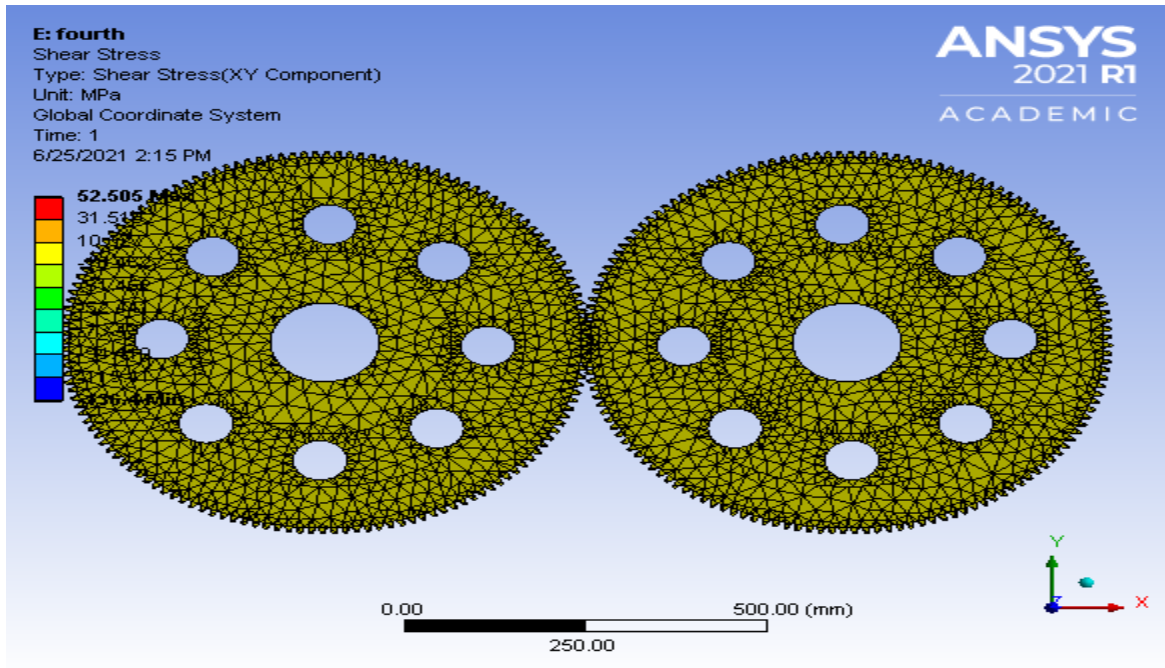 E: fourth
Shear Stress
Type: Shear Stress(XY Component)
Unit: MPa
Global Coordinate System
Time: 1
6/25/2021 2:15 PM
52.505
ANSYS
2021 R1
ACADEMIC
0.00
500.00 (mm)
250.00
Y
X
Z